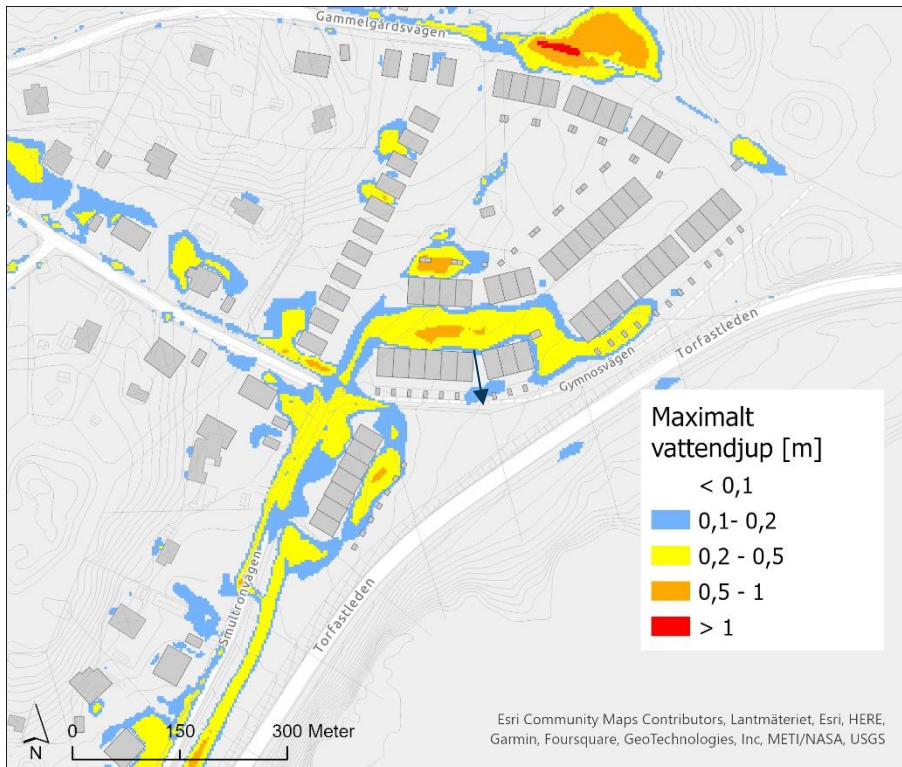 Gammelgårdsvägen
Gymnosvägen
Torfastleden
Smultronvägen
Torfastleden
Maximalt
vattendjup [m]
< 0,1
0,1- 0,2
0,2 - 0,5
0,5 - 1
> 1
N
0 150 300 Meter
Esri Community Maps Contributors, Lantmäteriet, Esri, HERE,
Garmin, Foursquare, GeoTechnologies, Inc, METI/NASA, USGS